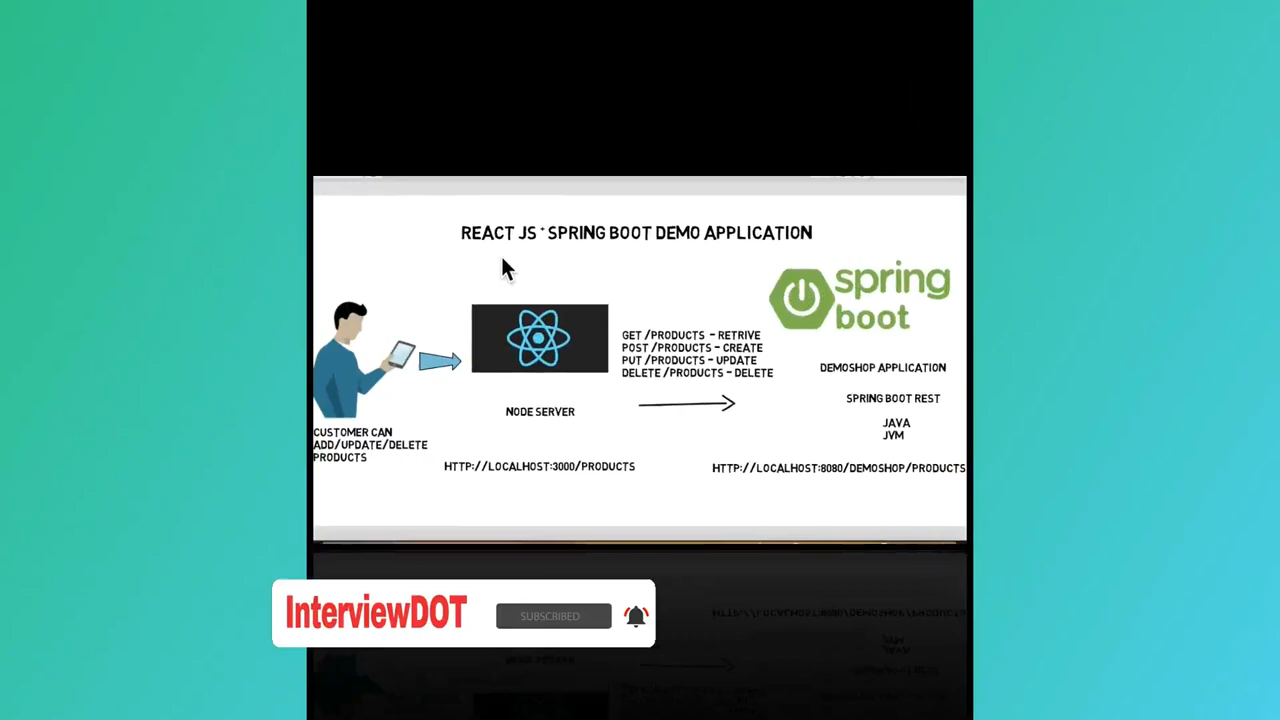 REACT JS + SPRING BOOT DEMO APPLICATION
spring
boot
GET /PRODUCTS - RETRIVE
POST /PRODUCTS - CREATE
PUT /PRODUCTS - UPDATE
DELETE /PRODUCTS - DELETE
DEMOSHOP APPLICATION
SPRING BOOT REST
NODE SERVER
JAVA
JVM
CUSTOMER CAN
ADD/UPDATE/DELETE
PRODUCTS
HTTP://LOCALHOST:3000/PRODUCTS
HTTP://LOCALHOST:8080/DEMOSHOP/PRODUCTS
InterviewDOT
SUBSCRIBED